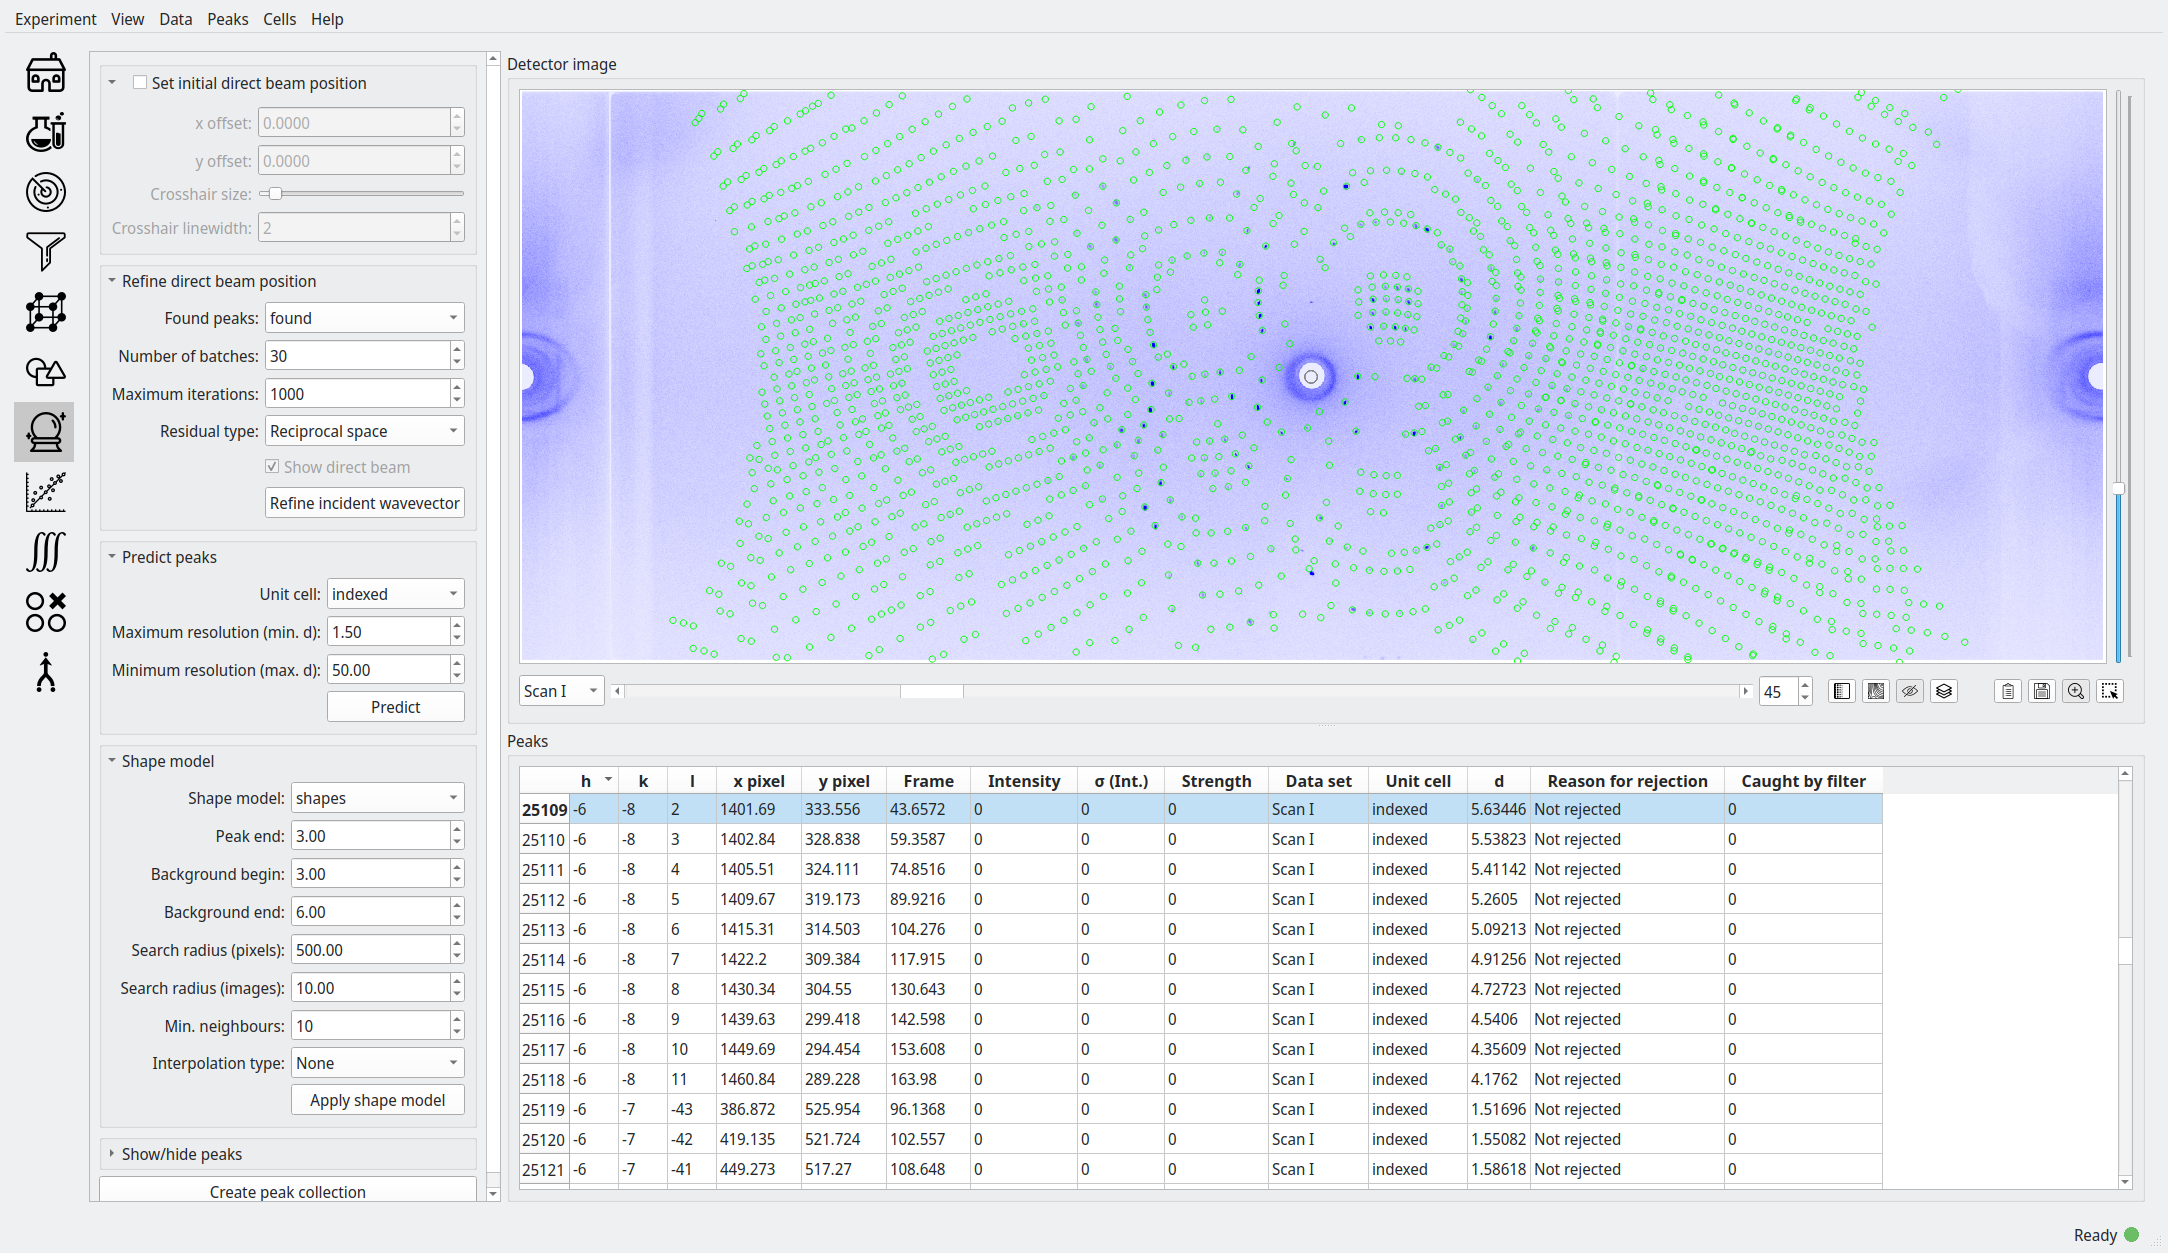 Experiment View Data Peaks Cells Help
Set initial direct beam position
x offset: 0.0000
y offset: 0.0000
Crosshair size:
Crosshair linewidth: 2
Refine direct beam position
Found peaks: found
Number of batches: 30
Maximum iterations: 1000
Residual type: Reciprocal space
Show direct beam
Refine incident wavevector
Predict peaks
Unit cell: indexed
Maximum resolution (min. d): 1.50
Minimum resolution (max. d): 50.00
Predict
Shape model
Shape model: shapes
Peak end: 3.00
Background begin: 3.00
Background end: 6.00
Search radius (pixels): 500.00
Search radius (images): 10.00
Min. neighbours: 10
Interpolation type: None
Apply shape model
Show/hide peaks
Create peak collection
Detector image
Scan I 45
Peaks
h k l x pixel y pixel Frame Intensity σ (Int.) Strength Data set Unit cell d Reason for rejection Caught by filter
25109 -6 -8 2 1401.69 333.556 43.6572 0 0 0 Scan I indexed 5.63446 Not rejected 0
25110 -6 -8 3 1402.84 328.838 59.3587 0 0 0 Scan I indexed 5.53823 Not rejected 0
25111 -6 -8 4 1405.51 324.111 74.8516 0 0 0 Scan I indexed 5.41142 Not rejected 0
25112 -6 -8 5 1409.67 319.173 89.9216 0 0 0 Scan I indexed 5.2605 Not rejected 0
25113 -6 -8 6 1415.31 314.503 104.276 0 0 0 Scan I indexed 5.09213 Not rejected 0
25114 -6 -8 7 1422.2 309.384 117.915 0 0 0 Scan I indexed 4.91256 Not rejected 0
25115 -6 -8 8 1430.34 304.55 130.643 0 0 0 Scan I indexed 4.72723 Not rejected 0
25116 -6 -8 9 1439.63 299.418 142.598 0 0 0 Scan I indexed 4.5406 Not rejected 0
25117 -6 -8 10 1449.69 294.454 153.608 0 0 0 Scan I indexed 4.35609 Not rejected 0
25118 -6 -8 11 1460.84 289.228 163.98 0 0 0 Scan I indexed 4.1762 Not rejected 0
25119 -6 -7 -43 386.872 525.954 96.1368 0 0 0 Scan I indexed 1.51696 Not rejected 0
25120 -6 -7 -42 419.135 521.724 102.557 0 0 0 Scan I indexed 1.55082 Not rejected 0
25121 -6 -7 -41 449.273 517.27 108.648 0 0 0 Scan I indexed 1.58618 Not rejected 0
Ready